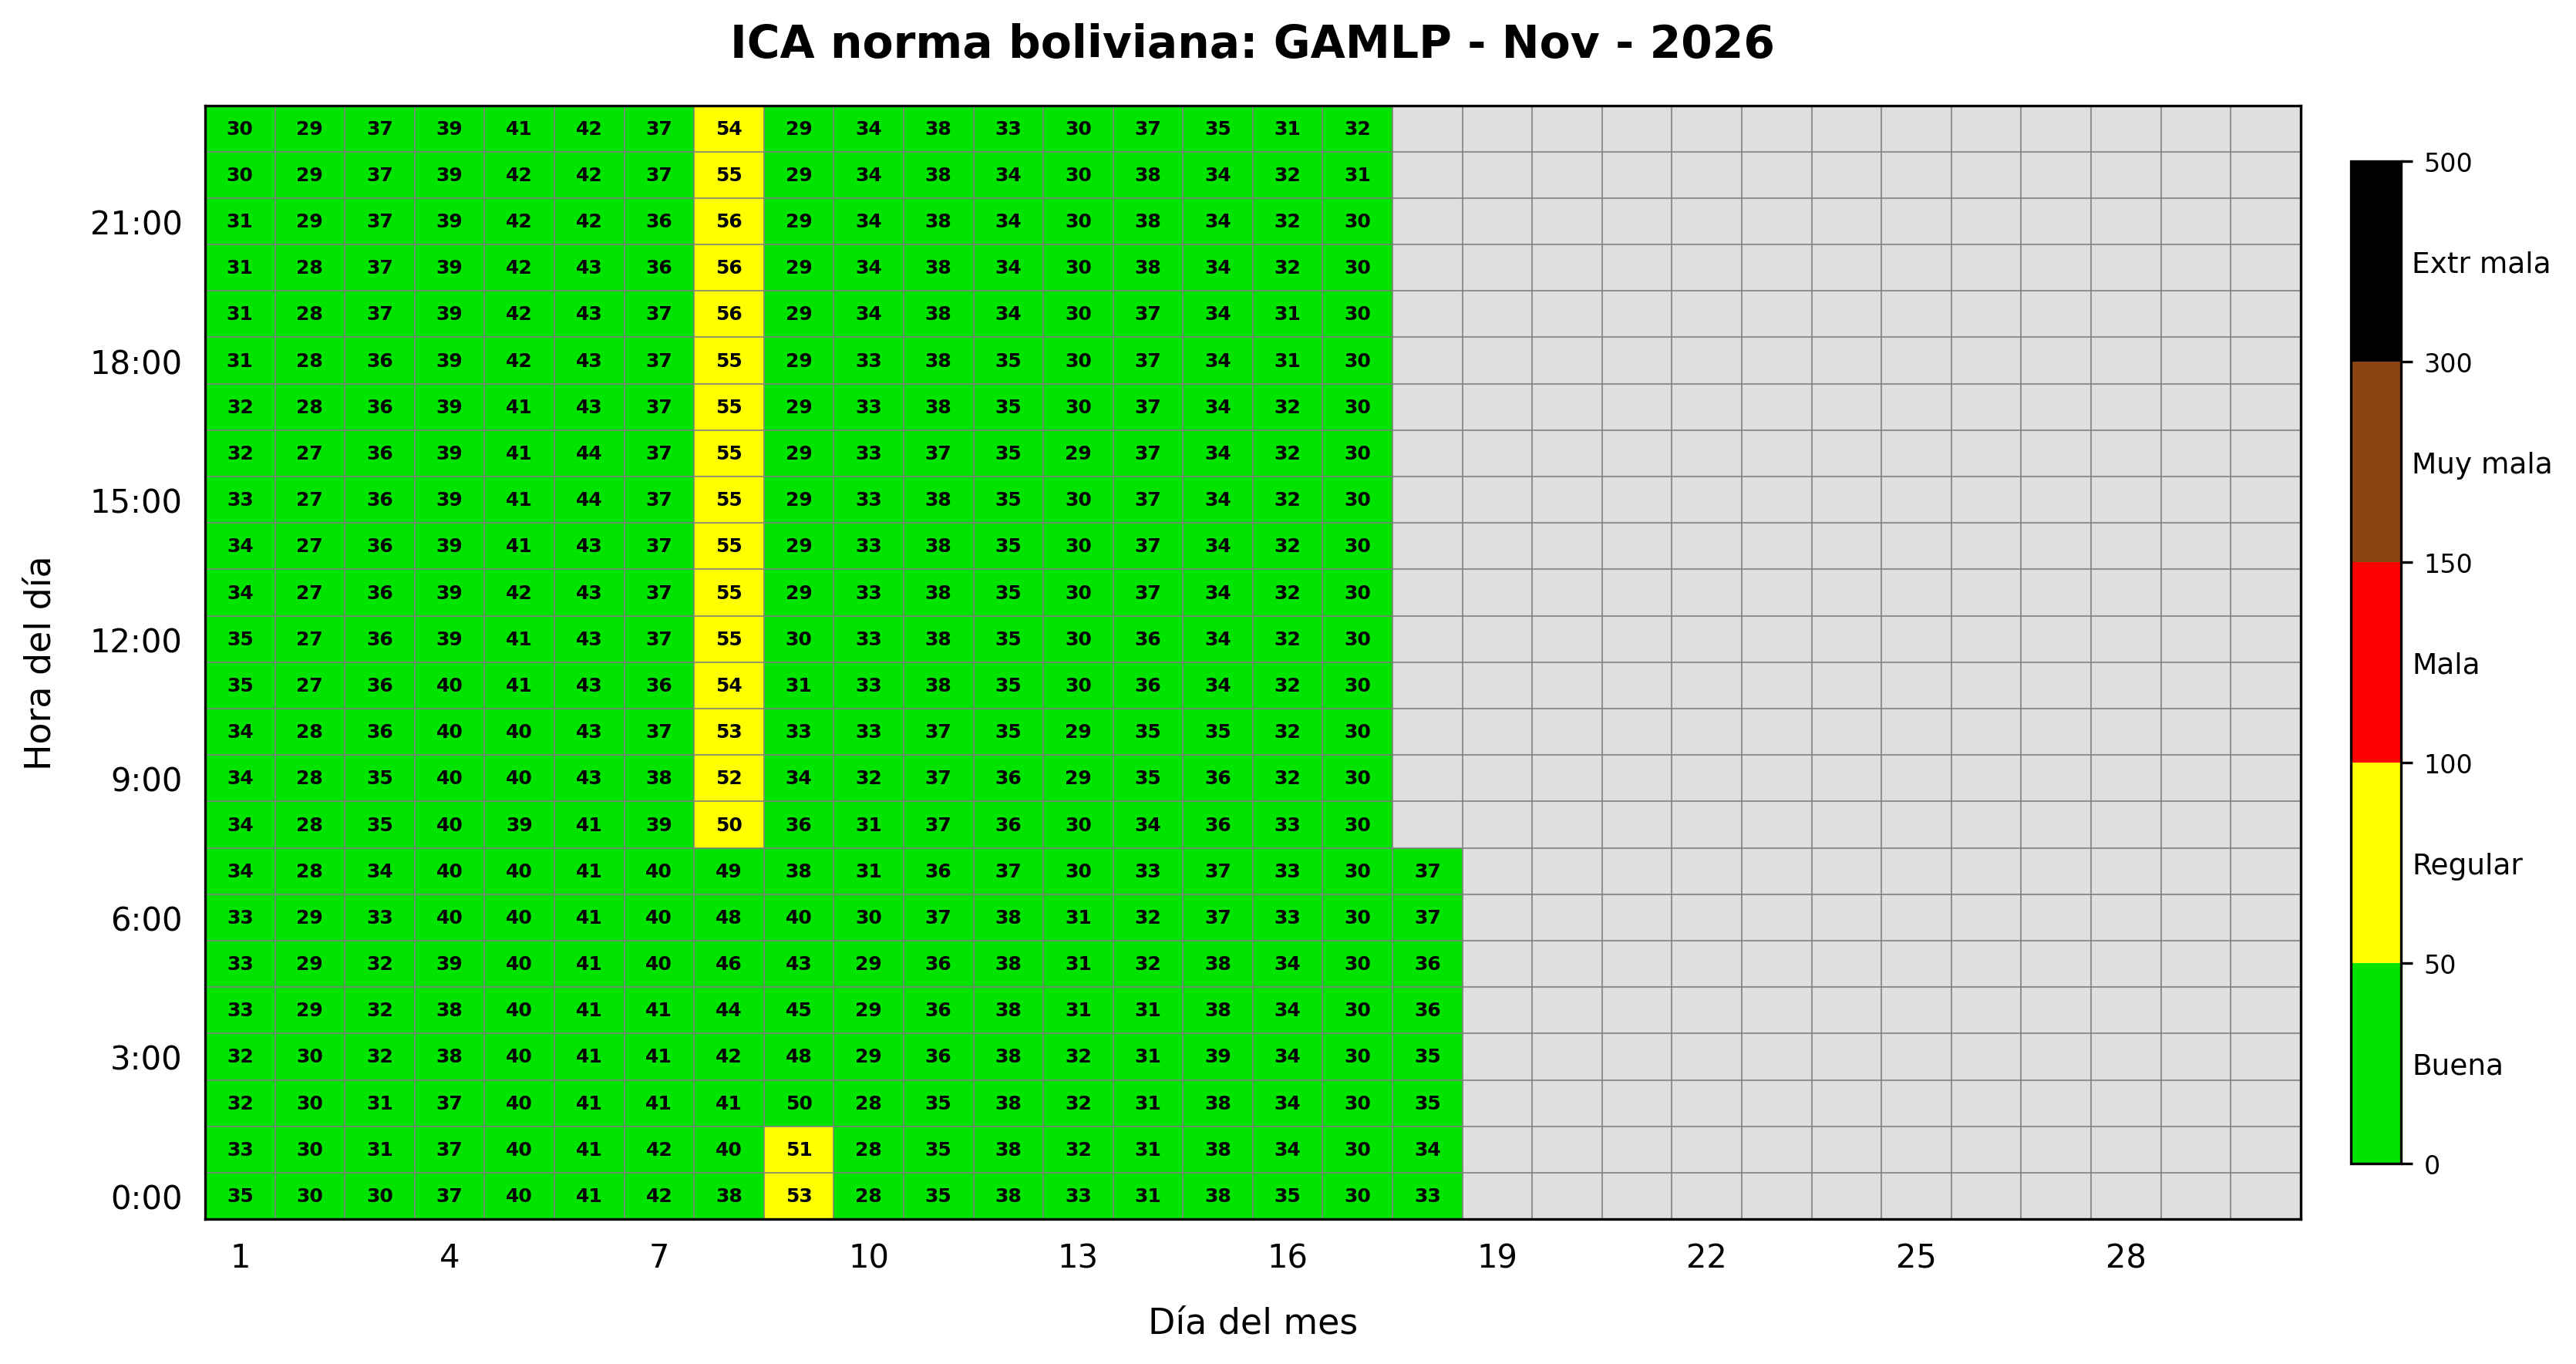 ICA norma boliviana: GAMLP - Nov - 2026
30 29 37 39 41 42 37 54 29 34 38 33 30 37 35 31 32
30 29 37 39 42 42 37 55 29 34 38 34 30 38 34 32 31
21:00 31 29 37 39 42 42 36 56 29 34 38 34 30 38 34 32 30
31 28 37 39 42 43 36 56 29 34 38 34 30 38 34 32 30
31 28 37 39 42 43 37 56 29 34 38 34 30 37 34 31 30
18:00 31 28 36 39 42 43 37 55 29 33 38 35 30 37 34 31 30
32 28 36 39 41 43 37 55 29 33 38 35 30 37 34 32 30
32 27 36 39 41 44 37 55 29 33 37 35 29 37 34 32 30
15:00 33 27 36 39 41 44 37 55 29 33 38 35 30 37 34 32 30
34 27 36 39 41 43 37 55 29 33 38 35 30 37 34 32 30
34 27 36 39 42 43 37 55 29 33 38 35 30 37 34 32 30
12:00 35 27 36 39 41 43 37 55 30 33 38 35 30 36 34 32 30
35 27 36 40 41 43 36 54 31 33 38 35 30 36 34 32 30
34 28 36 40 40 43 37 53 33 33 37 35 29 35 35 32 30
9:00 34 28 35 40 40 43 38 52 34 32 37 36 29 35 36 32 30
34 28 35 40 39 41 39 50 36 31 37 36 30 34 36 33 30
34 28 34 40 40 41 40 49 38 31 36 37 30 33 37 33 30 37
6:00 33 29 33 40 40 41 40 48 40 30 37 38 31 32 37 33 30 37
33 29 32 39 40 41 40 46 43 29 36 38 31 32 38 34 30 36
33 29 32 38 40 41 41 44 45 29 36 38 31 31 38 34 30 36
3:00 32 30 32 38 40 41 41 42 48 29 36 38 32 31 39 34 30 35
32 30 31 37 40 41 41 41 50 28 35 38 32 31 38 34 30 35
33 30 31 37 40 41 42 40 51 28 35 38 32 31 38 34 30 34
0:00 35 30 30 37 40 41 42 38 53 28 35 38 33 31 38 35 30 33
1 4 7 10 13 16 19 22 25 28
Día del mes
Hora del día
500
Extr mala
300
Muy mala
150
Mala
100
Regular
50
Buena
0